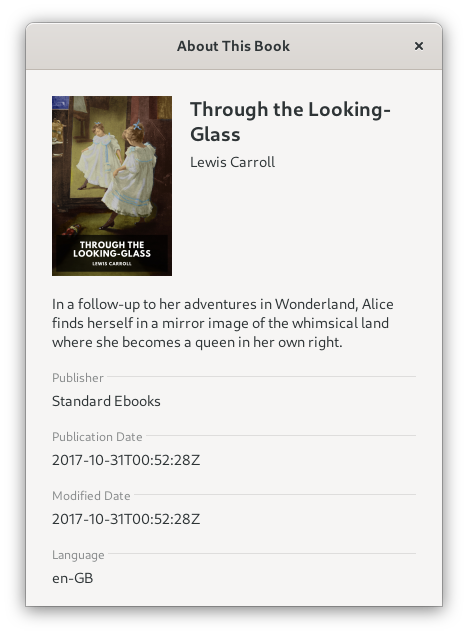 About This Book
Through the Looking-
Glass
Lewis Carroll
THROUGH THE
LOOKING-GLASS
LEWIS CARROLL
In a follow-up to her adventures in Wonderland, Alice
finds herself in a mirror image of the whimsical land
where she becomes a queen in her own right.
Publisher
Standard Ebooks
Publication Date
2017-10-31T00:52:28Z
Modified Date
2017-10-31T00:52:28Z
Language
en-GB